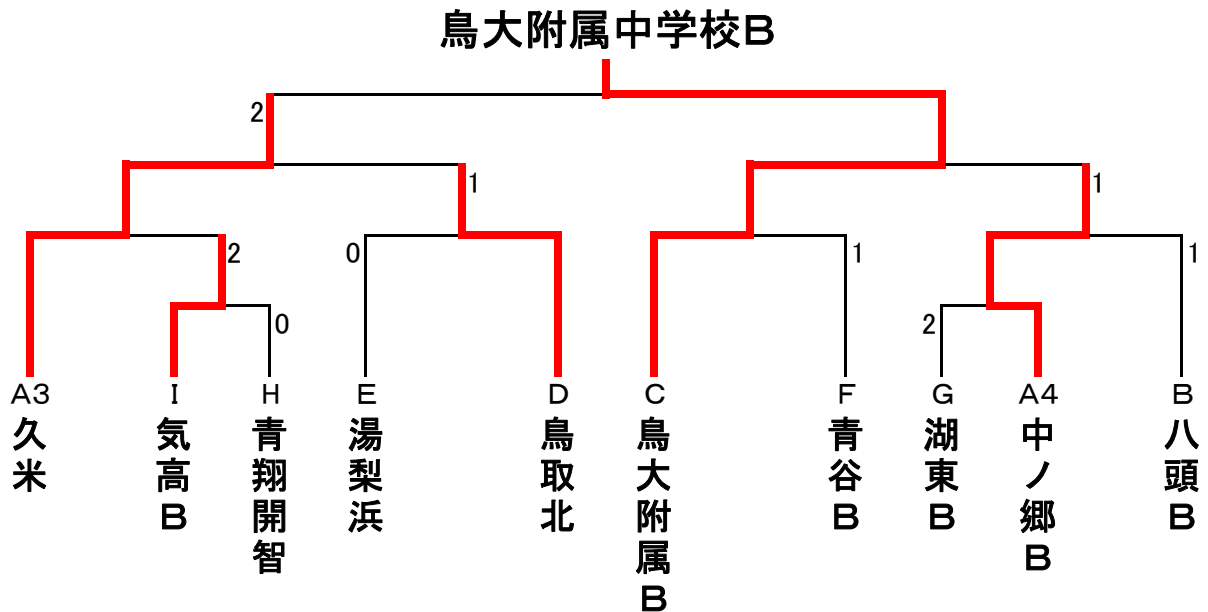 鳥大附属中学校B
2
1
1
2
0
1
1
0
2
A3
I
H
E
D
C
F
G
A4
B
久米
気高B
青翔開智
湯梨浜
鳥取北
鳥大附属B
青谷B
湖東B
中ノ郷B
八頭B